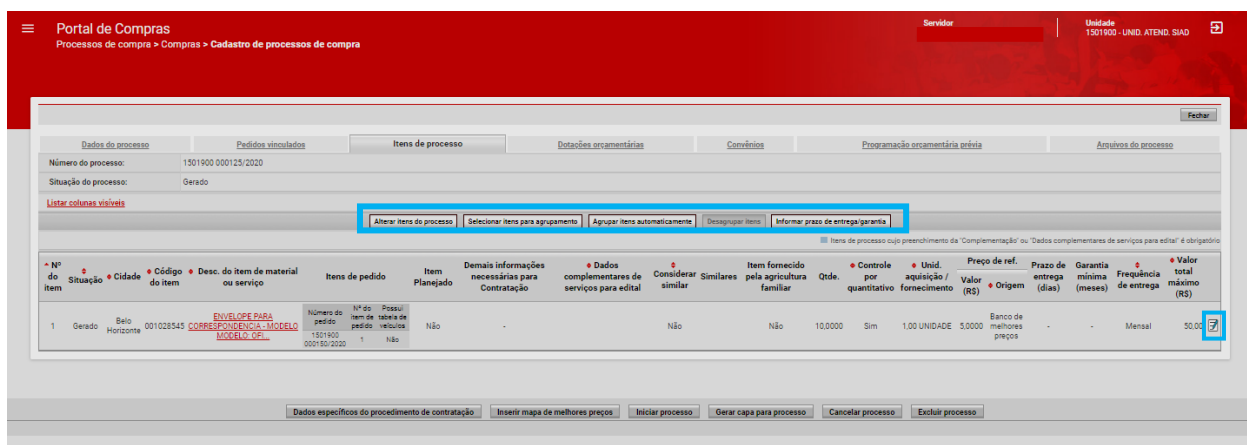 Portal de Compras
Processos de compra > Compras > Cadastro de processos de compra
Servidor
Unidade
1501900 - UNID. ATEND. SIAD
Fechar
Dados do processo
Pedidos vinculados
Itens de processo
Dotações orçamentárias
Convênios
Programação orçamentária prévia
Arquivos do processo
Número do processo: 1501900 000125/2020
Situação do processo: Gerado
Listar colunas visíveis
Alterar itens do processo
Selecionar itens para agrupamento
Agrupar itens automaticamente
Desagrupar itens
Informar prazo de entrega/garantia
Itens de processo cujo preenchimento da "Complementação" ou "Dados complementares de serviços para edital" é obrigatório
Nº do item
Situação
Cidade
Código do item
Desc. do item de material ou serviço
Itens de pedido
Item Planejado
Demais informações necessárias para Contratação
Dados complementares de serviços para edital
Considerar similar
Similares
Item fornecido pela agricultura familiar
Qtde.
Controle por quantitativo
Unid. aquisição / fornecimento
Preço de ref.
Valor (R$)
Origem
Prazo de entrega (dias)
Garantia mínima (meses)
Frequência de entrega
Valor total máximo (R$)
1
Gerado
Belo Horizonte
001028545
ENVELOPE PARA
CORRESPONDENCIA - MODELO
MODELO: OFI...
Número do pedido
Nº do item de pedido
Possui tabela de veículos
1501900 000150/2020
1
Não
Não
-
Não
Não
10,0000
Sim
1,00 UNIDADE
5,0000
Banco de melhores preços
-
-
Mensal
50,00
Dados específicos do procedimento de contratação
Inserir mapa de melhores preços
Iniciar processo
Gerar capa para processo
Cancelar processo
Excluir processo